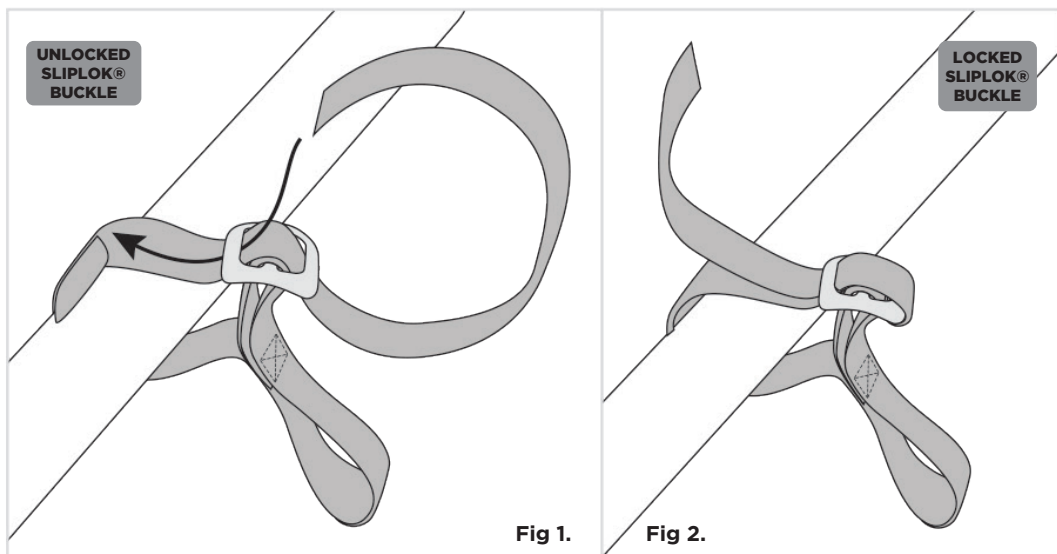 UNLOCKED
SLIPLOK®
BUCKLE
Fig 1.
LOCKED
SLIPLOK®
BUCKLE
Fig 2.